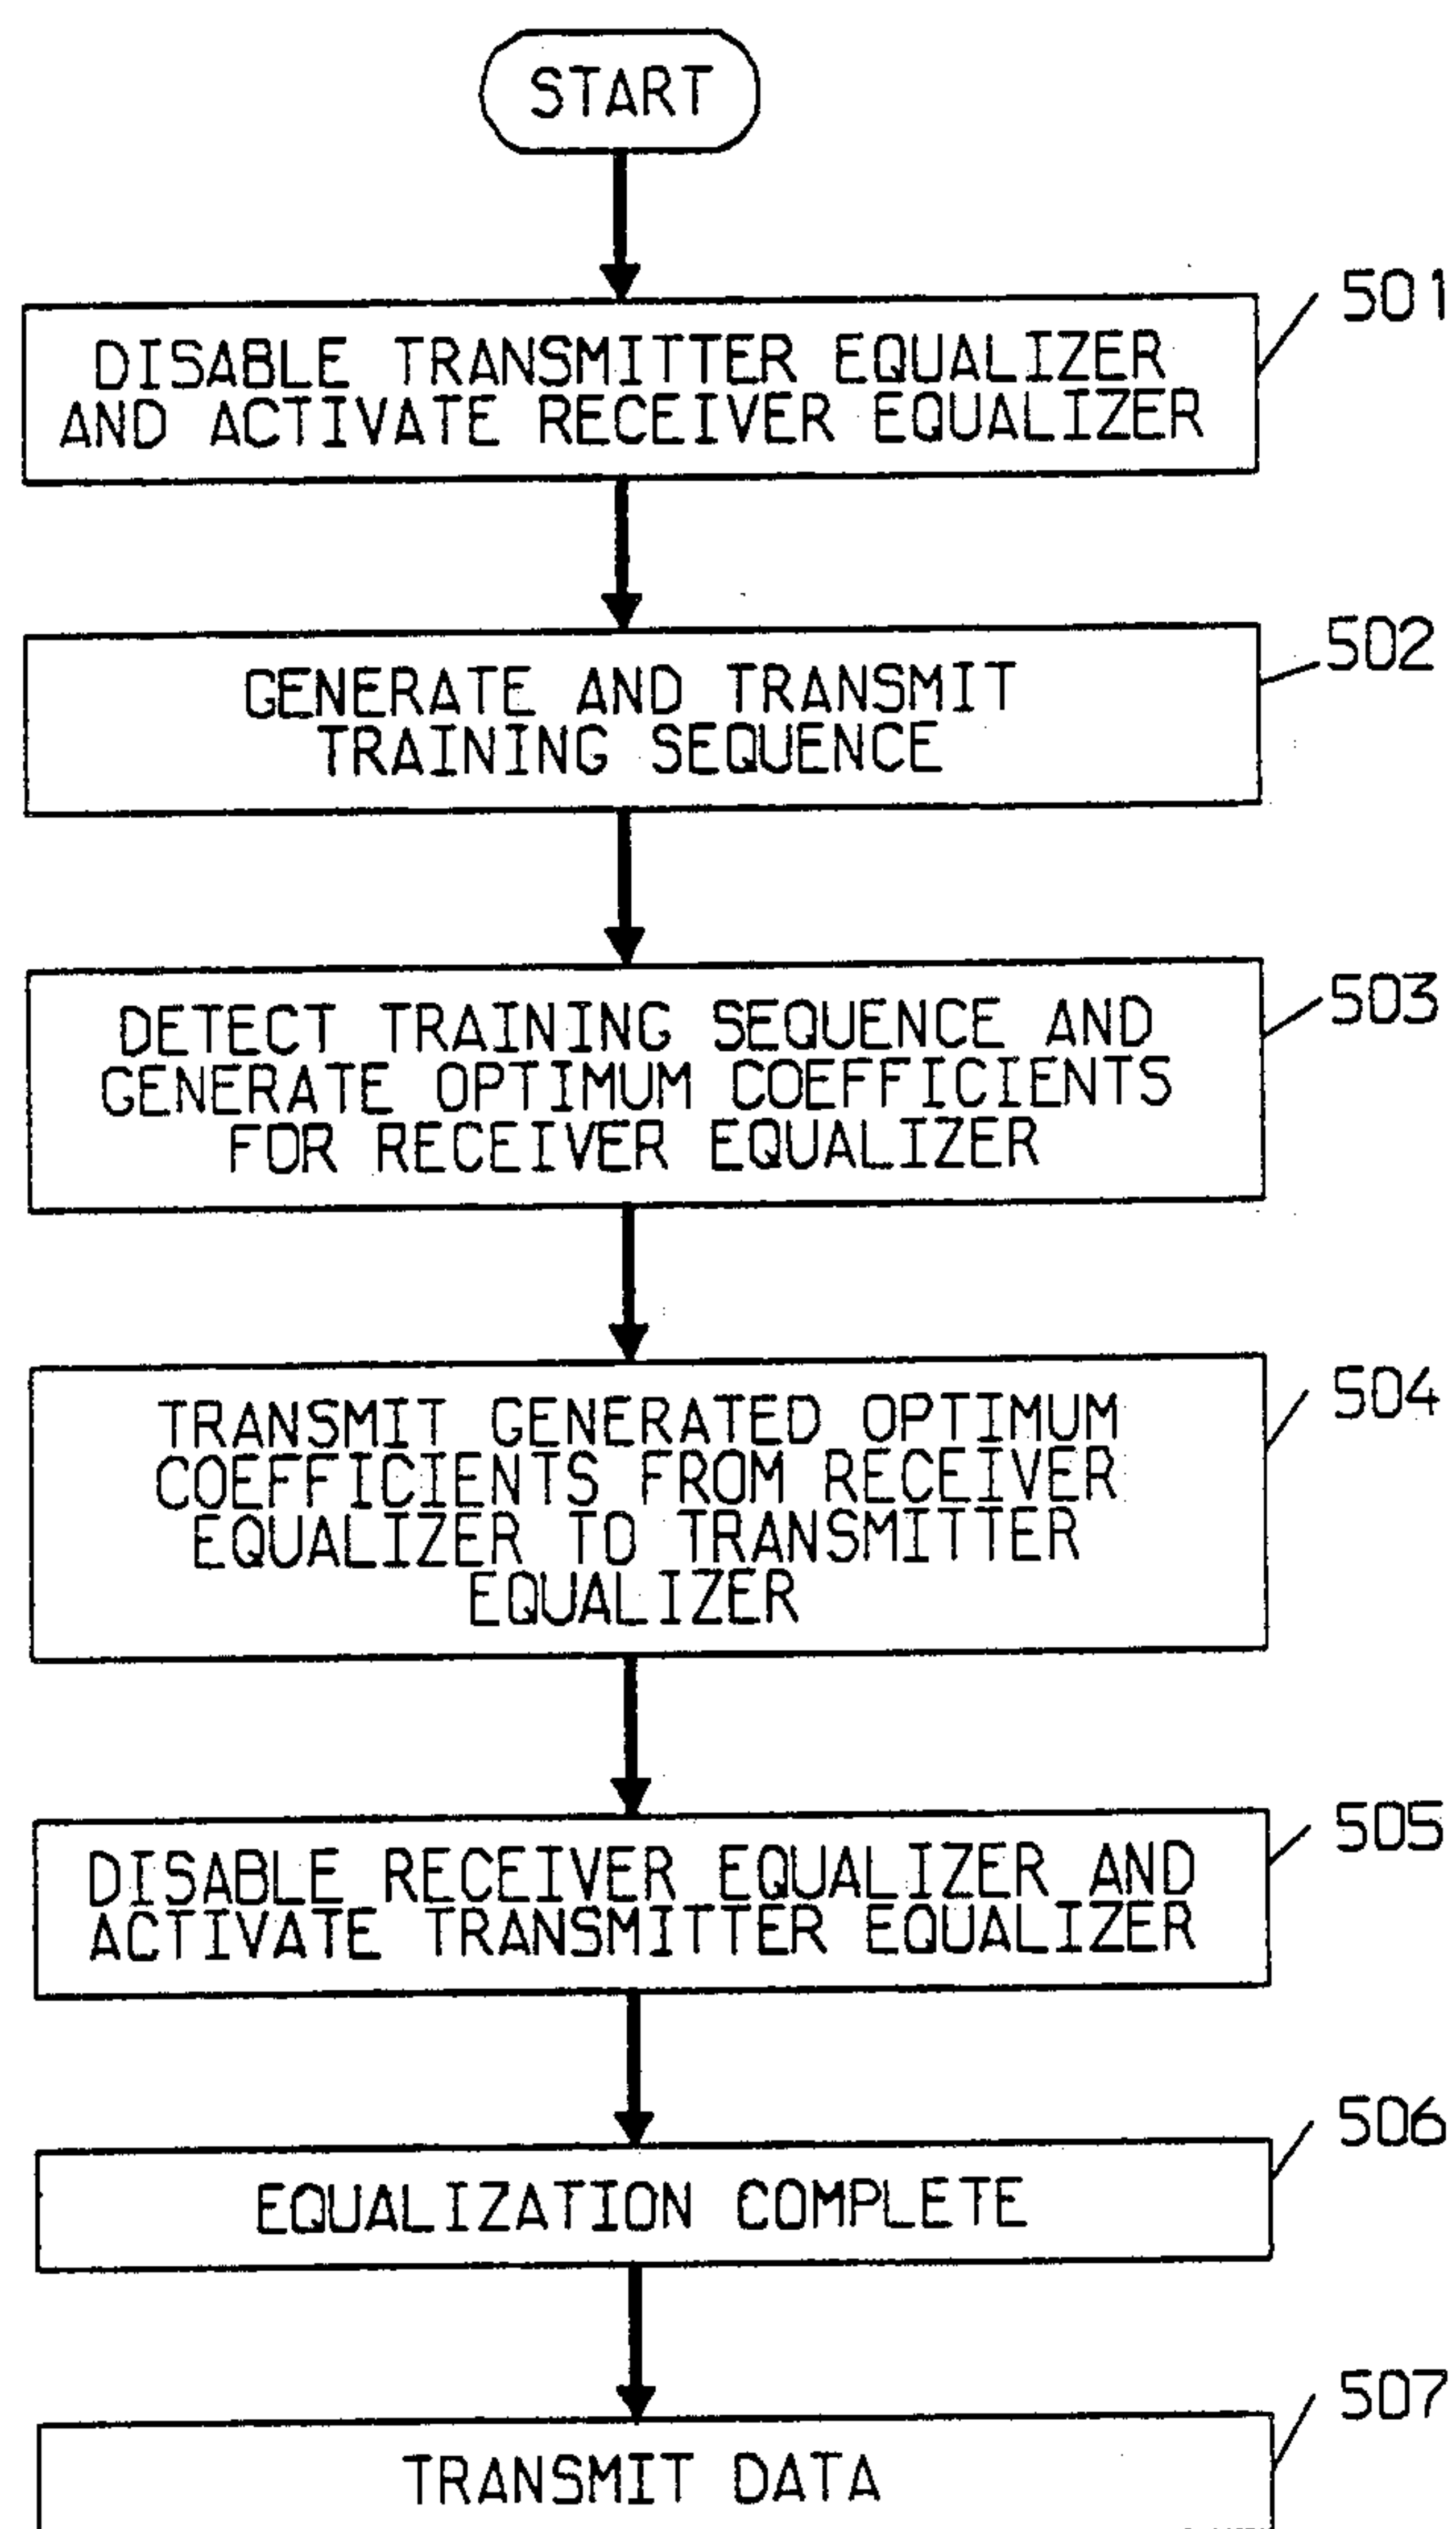 START
501
DISABLE TRANSMITTER EQUALIZER
AND ACTIVATE RECEIVER EQUALIZER
502
GENERATE AND TRANSMIT
TRAINING SEQUENCE
503
DETECT TRAINING SEQUENCE AND
GENERATE OPTIMUM COEFFICIENTS
FOR RECEIVER EQUALIZER
504
TRANSMIT GENERATED OPTIMUM
COEFFICIENTS FROM RECEIVER
EQUALIZER TO TRANSMITTER
EQUALIZER
505
DISABLE RECEIVER EQUALIZER AND
ACTIVATE TRANSMITTER EQUALIZER
506
EQUALIZATION COMPLETE
507
TRANSMIT DATA